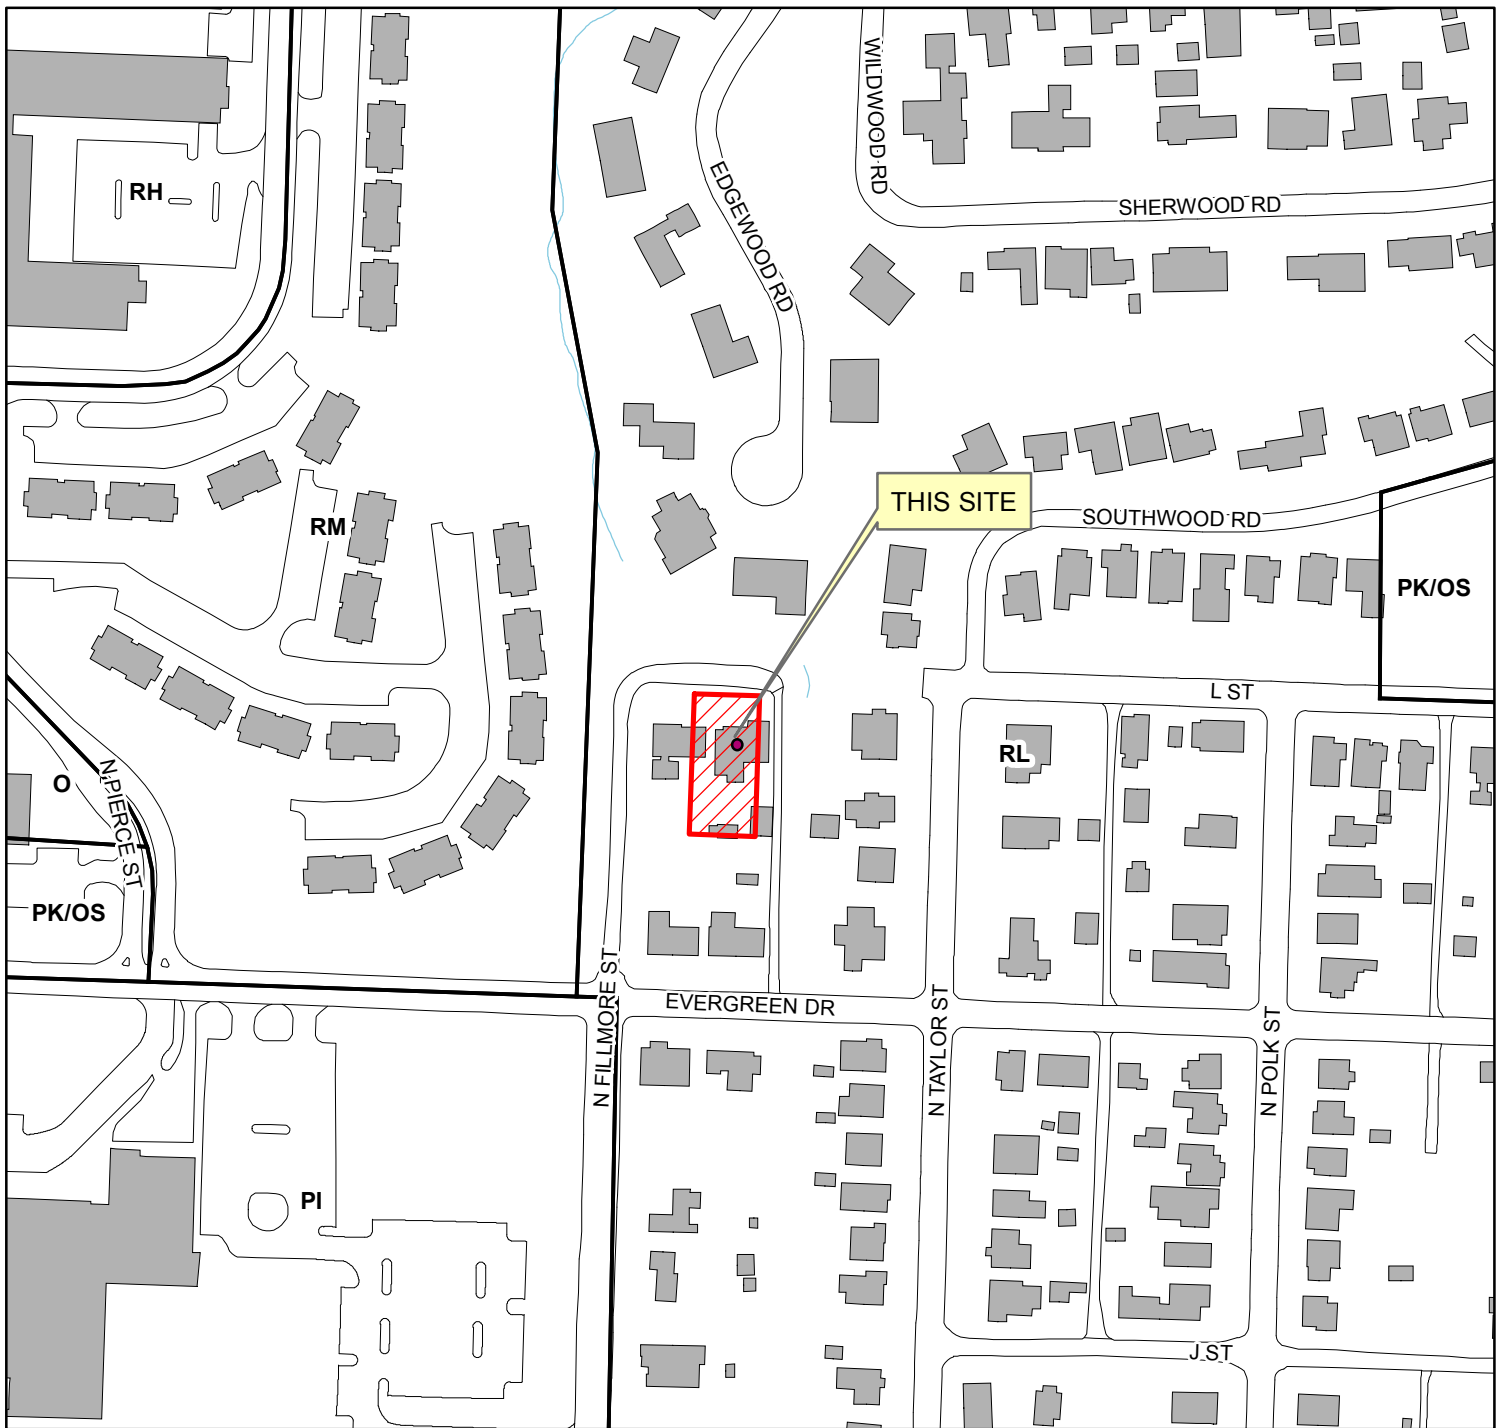 WILDWOOD RD
EDGEWOOD RD
RH
SHERWOOD RD
THIS SITE
SOUTHWOOD RD
RM
PK/OS
L ST
RL
O
N PIERCE ST
PK/OS
N FILLMORE ST
EVERGREEN DR
N TAYLOR ST
N POLK ST
PI
J ST